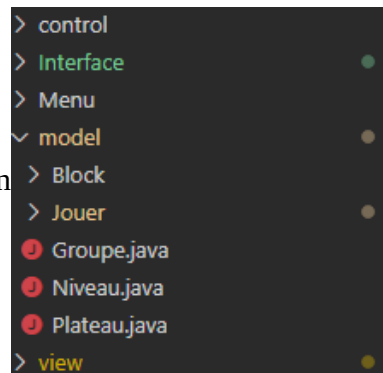 control
Interface
Menu
model
Block
Jouer
Groupe.java
Niveau.java
Plateau.java
view